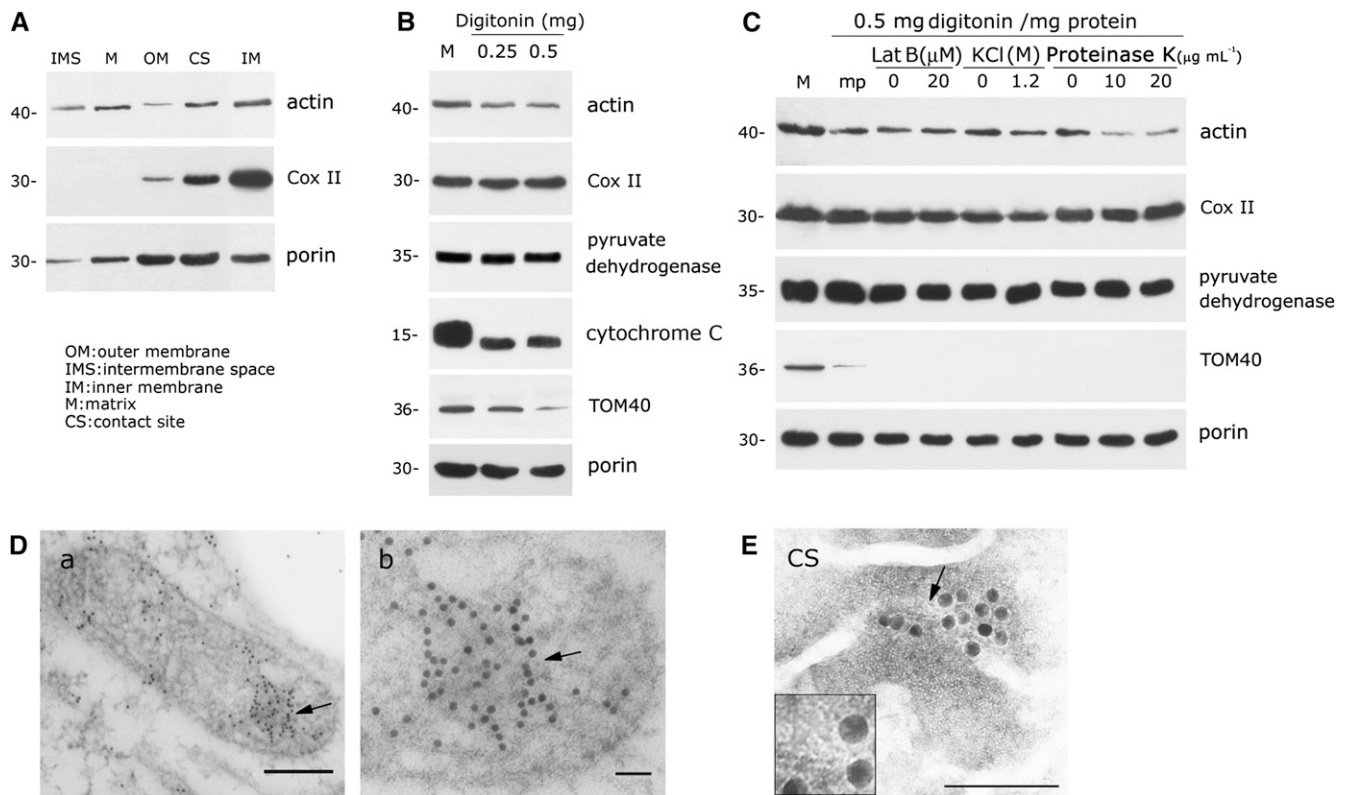 A
IMS M OM CS IM
40- actin
30- Cox II
30- porin
OM:outer membrane
IMS:intermembrane space
IM:inner membrane
M:matrix
CS:contact site
B
Digitonin (mg)
M 0.25 0.5
40- actin
30- Cox II
35- pyruvate
dehydrogenase
15- cytochrome C
36- TOM40
30- porin
C
0.5 mg digitonin /mg protein
Lat B(μM) KCl(M) Proteinase K(μg mL⁻¹)
M mp 0 20 0 1.2 0 10 20
40- actin
30- Cox II
35- pyruvate
dehydrogenase
36- TOM40
30- porin
D
a
b
E
CS